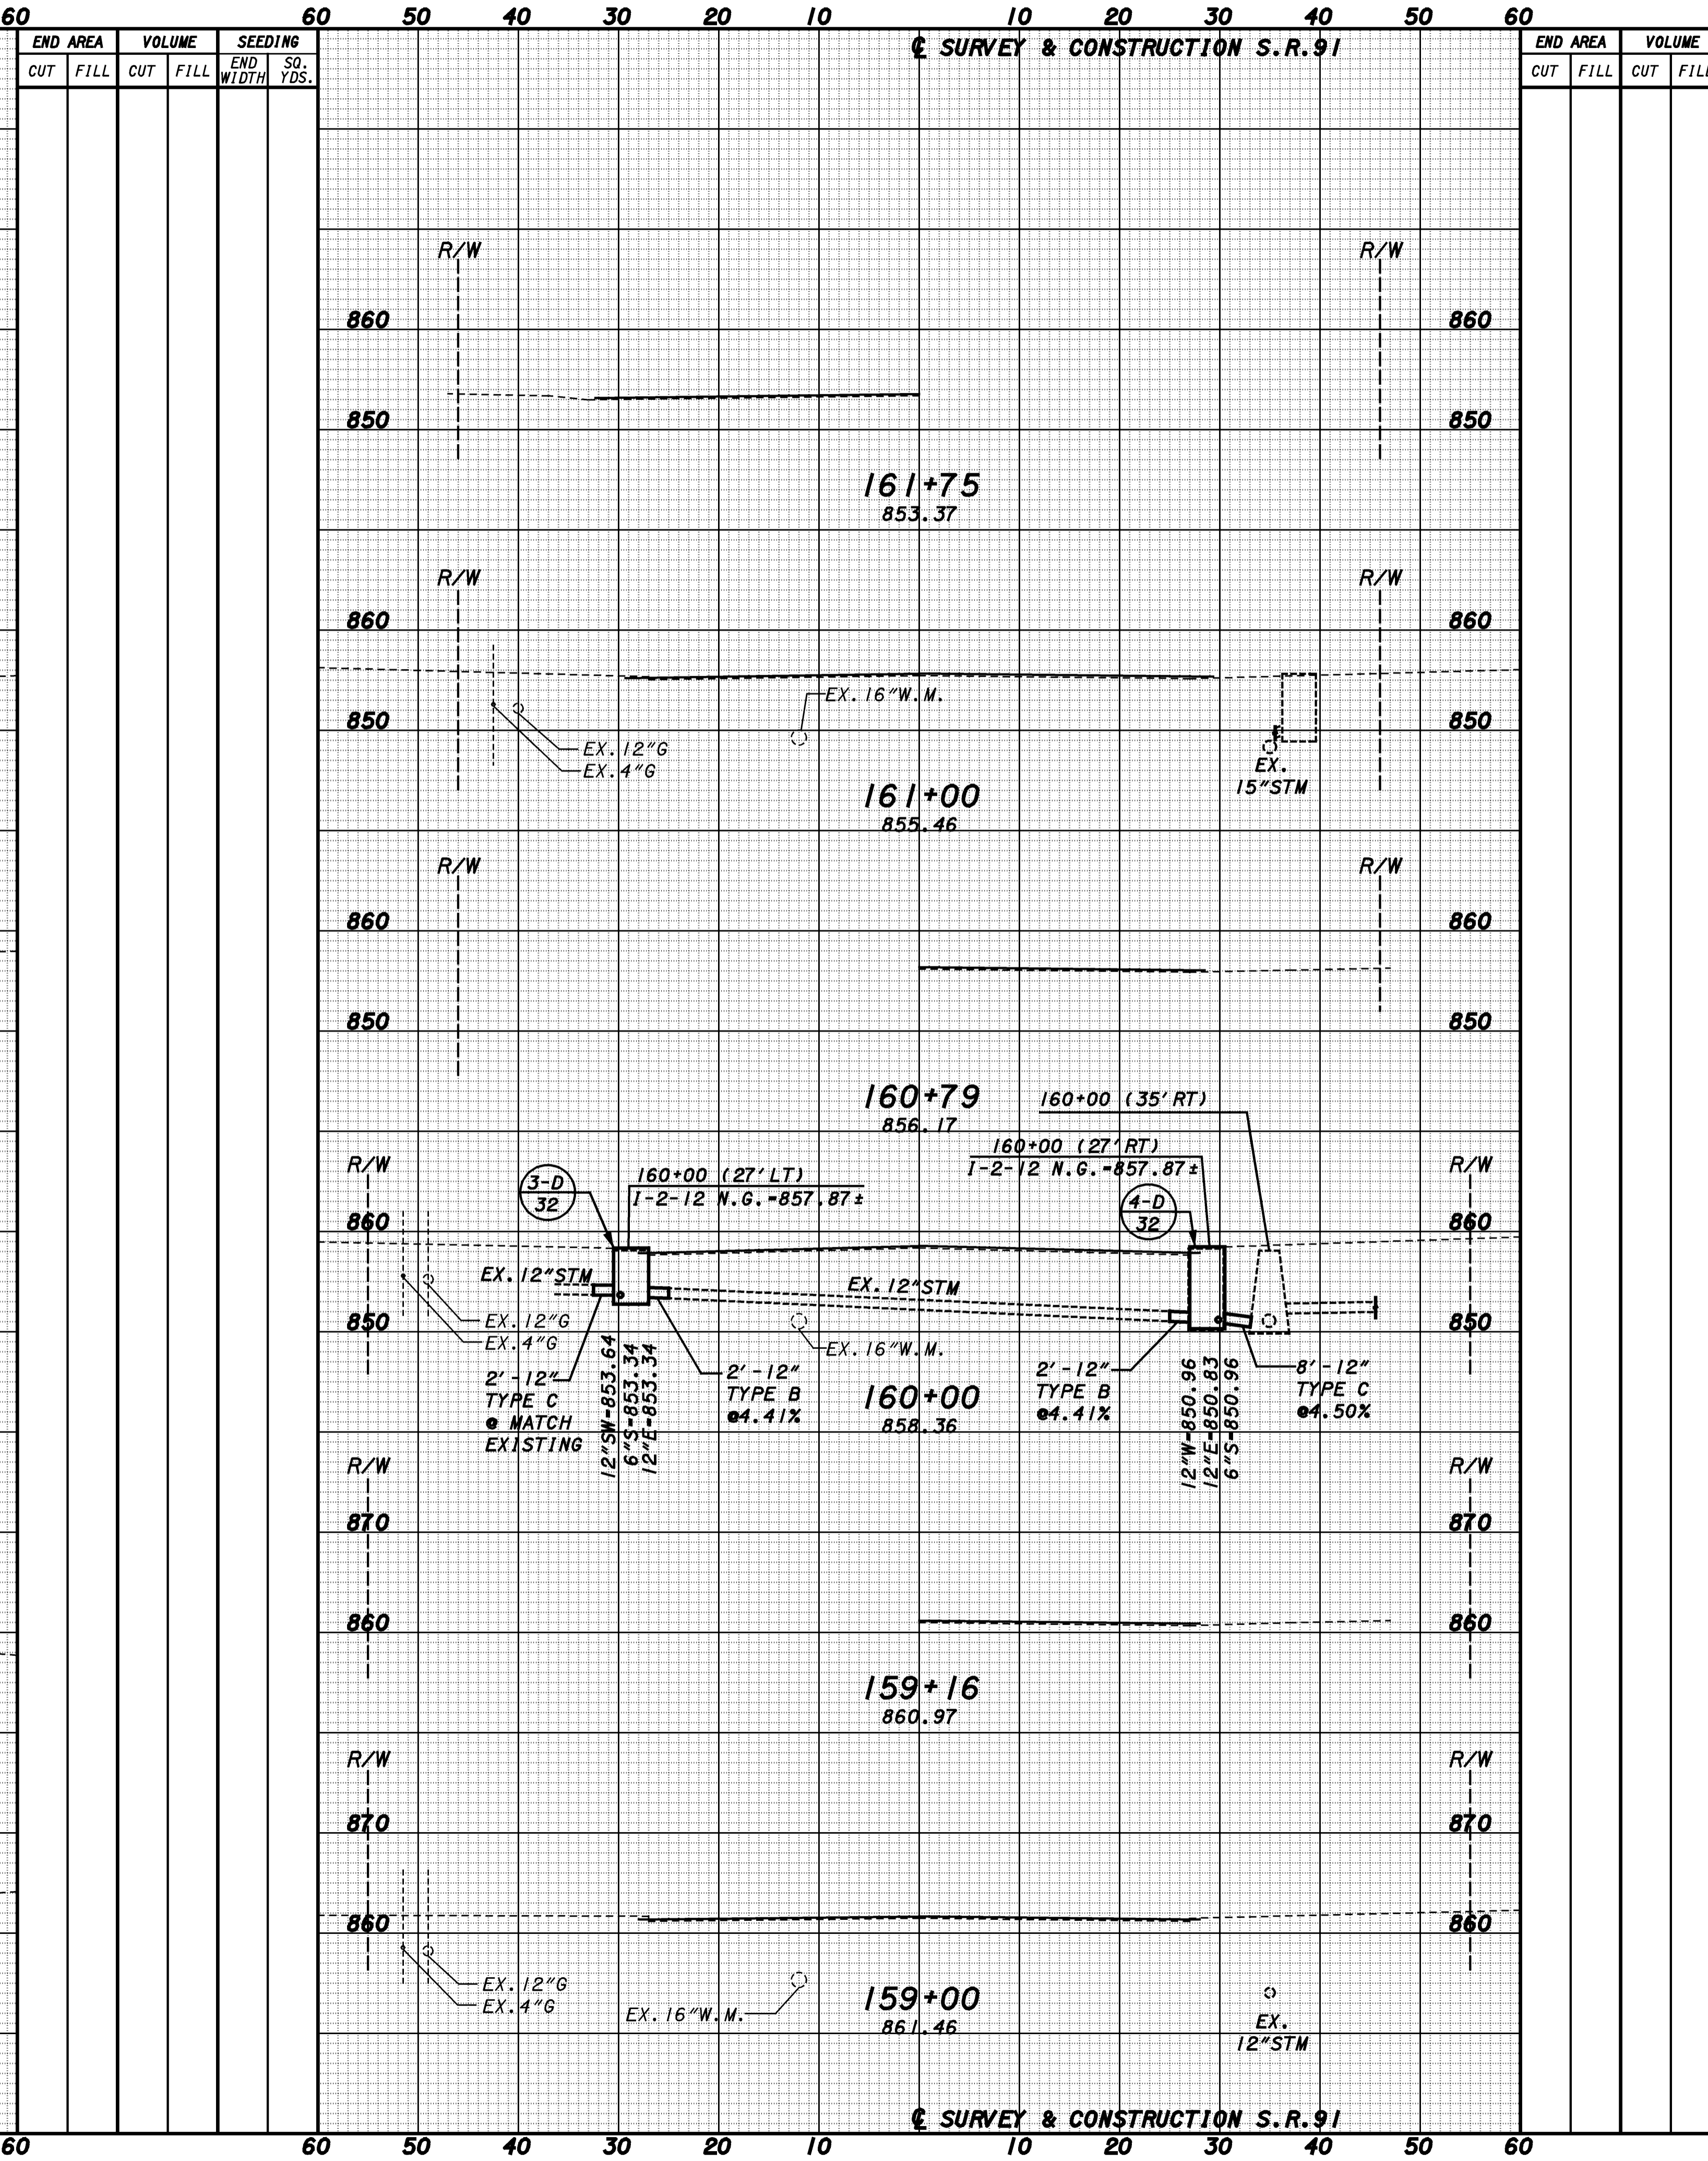 60 60 50 40 30 20 10 10 20 30 40 50 60
END AREA VOLUME SEEDING
CUT FILL CUT FILL END WIDTH SQ. YDS.
℄ SURVEY & CONSTRUCTION S.R.91
END AREA VOLUME
CUT FILL CUT FILL
R/W R/W
860 860
850 850
161+75
853.37
R/W R/W
860 860
EX.16"W.M.
850 850
EX.12"G
EX.4"G
EX.
15"STM
161+00
855.46
R/W R/W
860 860
850 850
160+79
856.17
160+00 (35' RT)
160+00 (27' RT)
I-2-12 N.G.=857.87±
R/W R/W
3-D
32
160+00 (27' LT)
I-2-12 N.G.=857.87±
4-D
32
860 860
EX.12"STM
EX.12"STM
850 850
EX.12"G
EX.4"G
EX.16"W.M.
2'-12"
TYPE C
@ MATCH
EXISTING
12"SW=853.64
6"S=853.34
12"E=853.34
2'-12"
TYPE B
@4.41%
160+00
858.36
2'-12"
TYPE B
@4.41%
12"W=850.96
12"E=850.83
6"S=850.96
8'-12"
TYPE C
@4.50%
R/W R/W
870 870
860 860
159+16
860.97
R/W R/W
870 870
860 860
EX.12"G
EX.4"G
EX.16"W.M.
159+00
861.46
EX.
12"STM
℄ SURVEY & CONSTRUCTION S.R.91
60 60 50 40 30 20 10 10 20 30 40 50 60